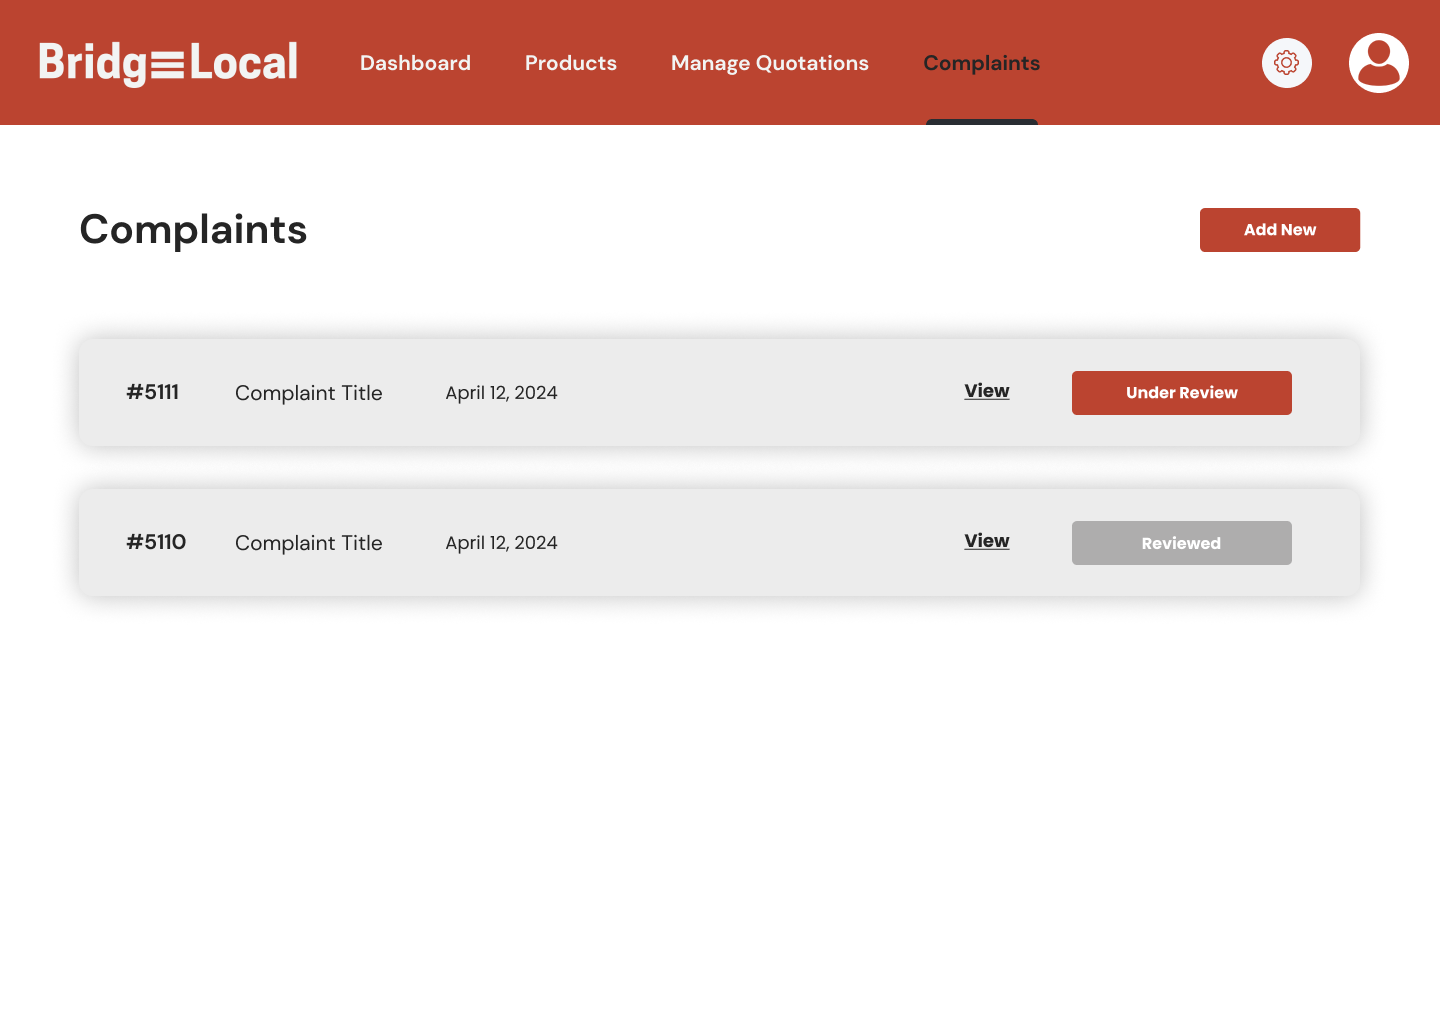 BridgeLocal
Dashboard Products Manage Quotations Complaints
Complaints
Add New
#5111 Complaint Title April 12, 2024 View Under Review
#5110 Complaint Title April 12, 2024 View Reviewed